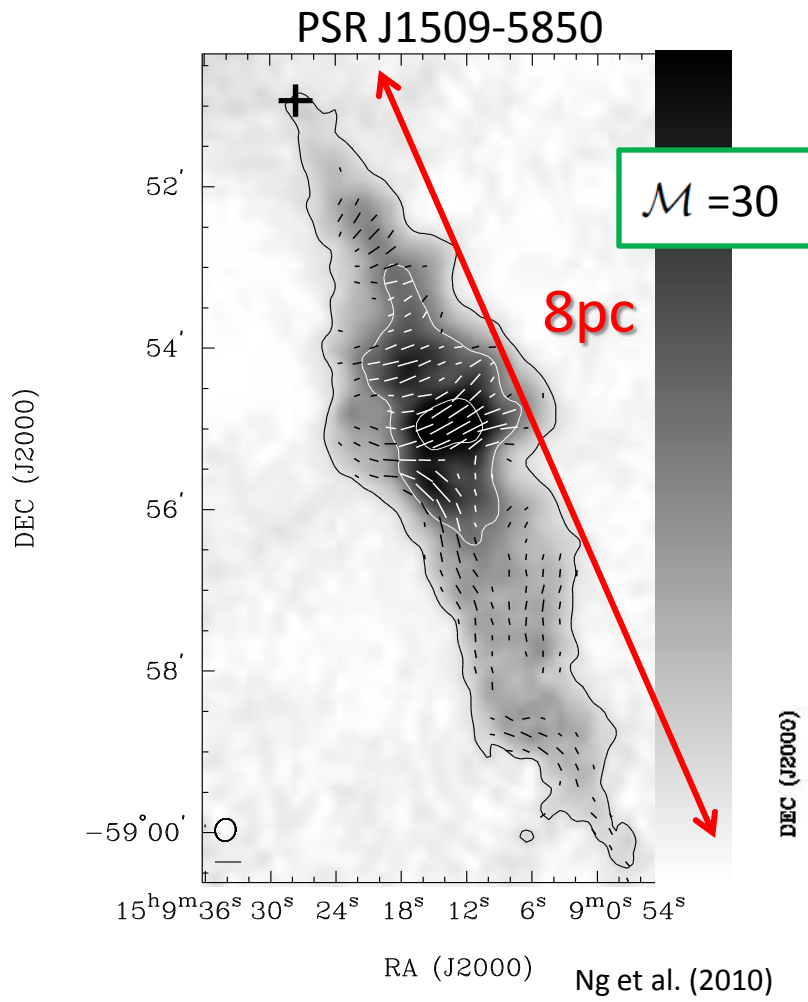 PSR J1509-5850
ℳ =30
8pc
52′
54′
56′
58′
−59°00′
DEC (J2000)
DEC (J2000)
15ʰ9ᵐ36ˢ 30ˢ 24ˢ 18ˢ 12ˢ 6ˢ 9ᵐ0ˢ 54ˢ
RA (J2000)
Ng et al. (2010)